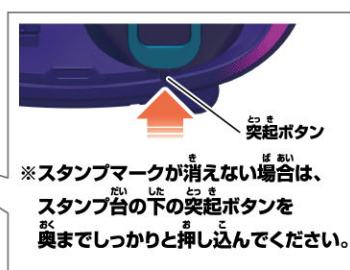 突起ボタン
※スタンプマークが消えない場合は、
スタンプ台の下の突起ボタンを
奥までしっかりと押し込んでください。